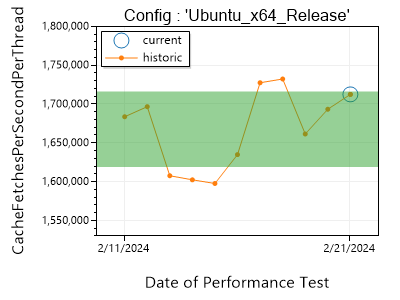 Config : 'Ubuntu_x64_Release'
CacheFetchesPerSecondPerThread
1,800,000
1,750,000
1,700,000
1,650,000
1,600,000
1,550,000
current
historic
2/11/2024
2/21/2024
Date of Performance Test